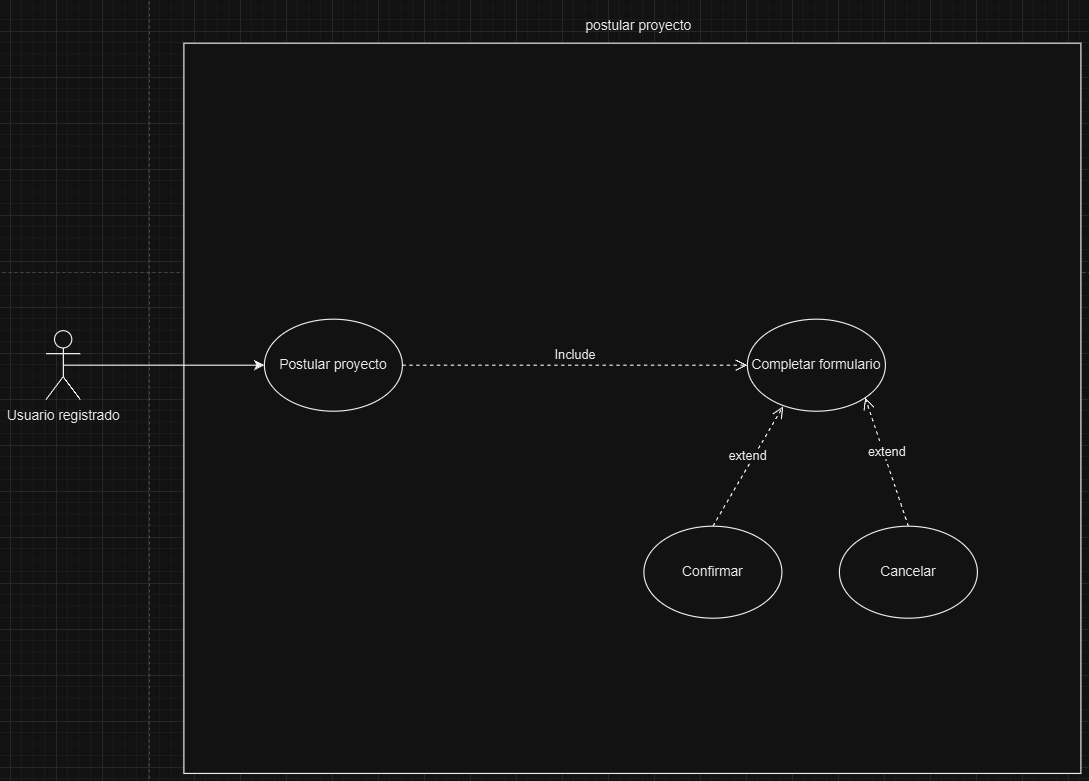 postular proyecto
Postular proyecto
Include
Completar formulario
Usuario registrado
extend
extend
Confirmar
Cancelar